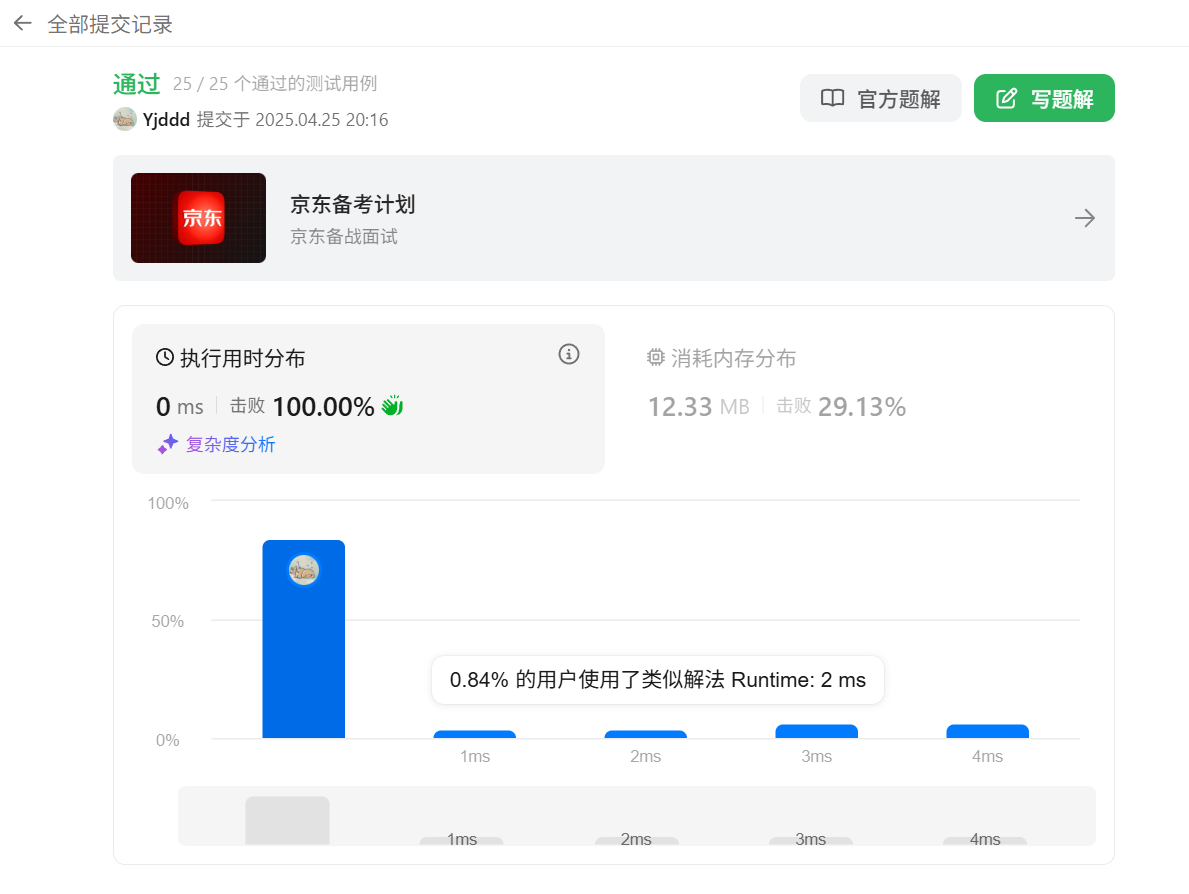 全部提交记录
通过 25 / 25 个通过的测试用例
Yjddd 提交于 2025.04.25 20:16
官方题解
写题解
京东
京东备考计划
京东备战面试
执行用时分布
0 ms 击败 100.00%
复杂度分析
消耗内存分布
12.33 MB 击败 29.13%
100%
50%
0.84% 的用户使用了类似解法 Runtime: 2 ms
0%
1ms 2ms 3ms 4ms
1ms 2ms 3ms 4ms